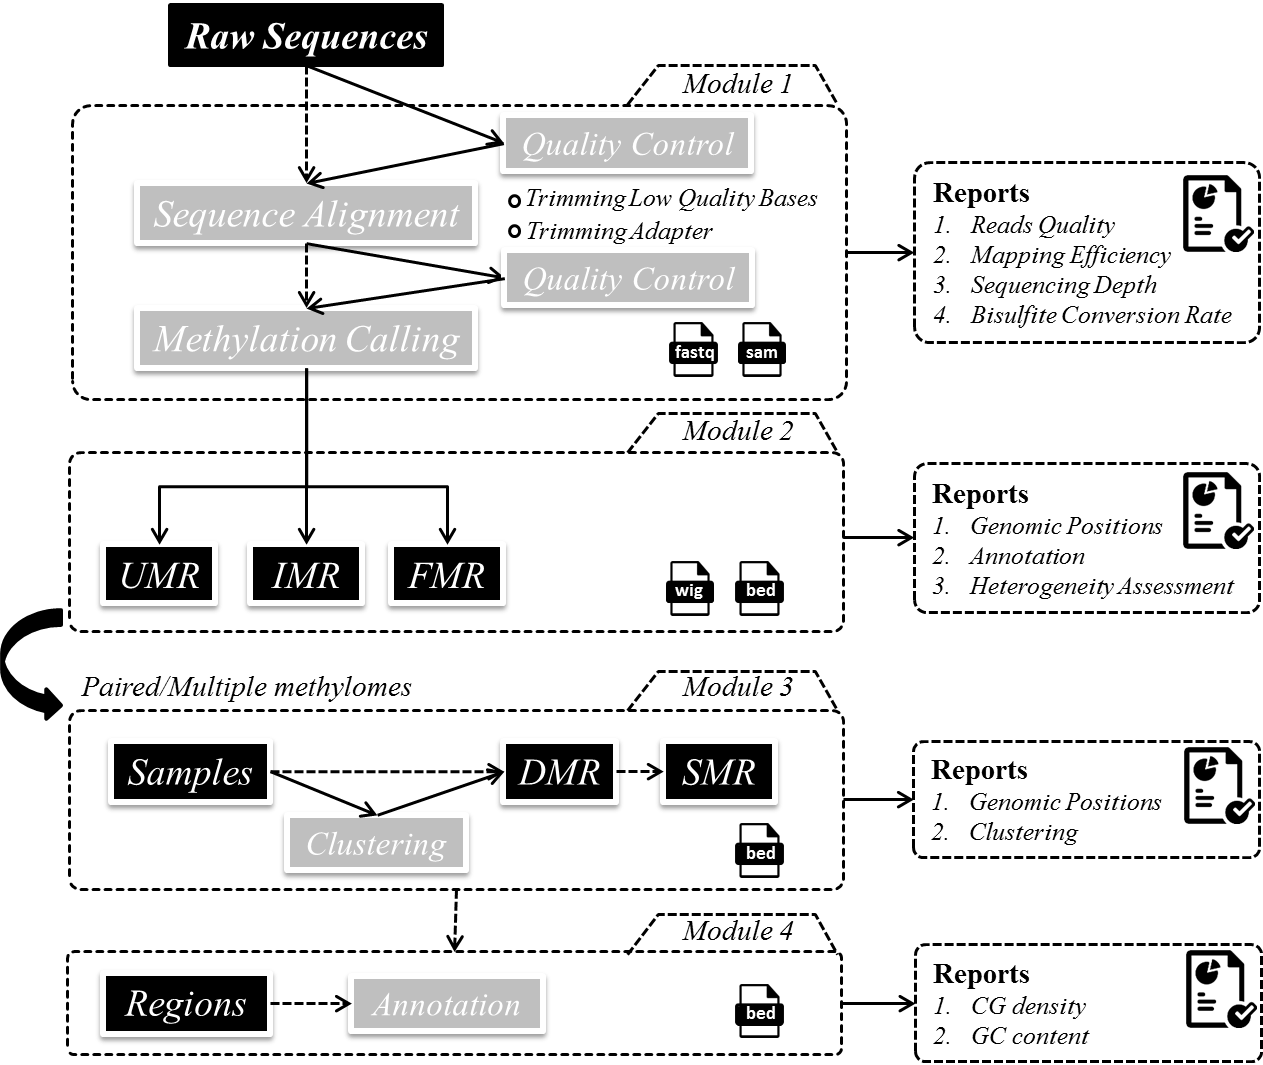 Raw Sequences
Module 1
Quality Control
Sequence Alignment
Trimming Low Quality Bases
Trimming Adapter
Quality Control
Methylation Calling
fastq
sam
Reports
1. Reads Quality
2. Mapping Efficiency
3. Sequencing Depth
4. Bisulfite Conversion Rate
Module 2
UMR
IMR
FMR
wig
bed
Reports
1. Genomic Positions
2. Annotation
3. Heterogeneity Assessment
Paired/Multiple methylomes
Module 3
Samples
DMR
SMR
Clustering
bed
Reports
1. Genomic Positions
2. Clustering
Module 4
Regions
Annotation
bed
Reports
1. CG density
2. GC content